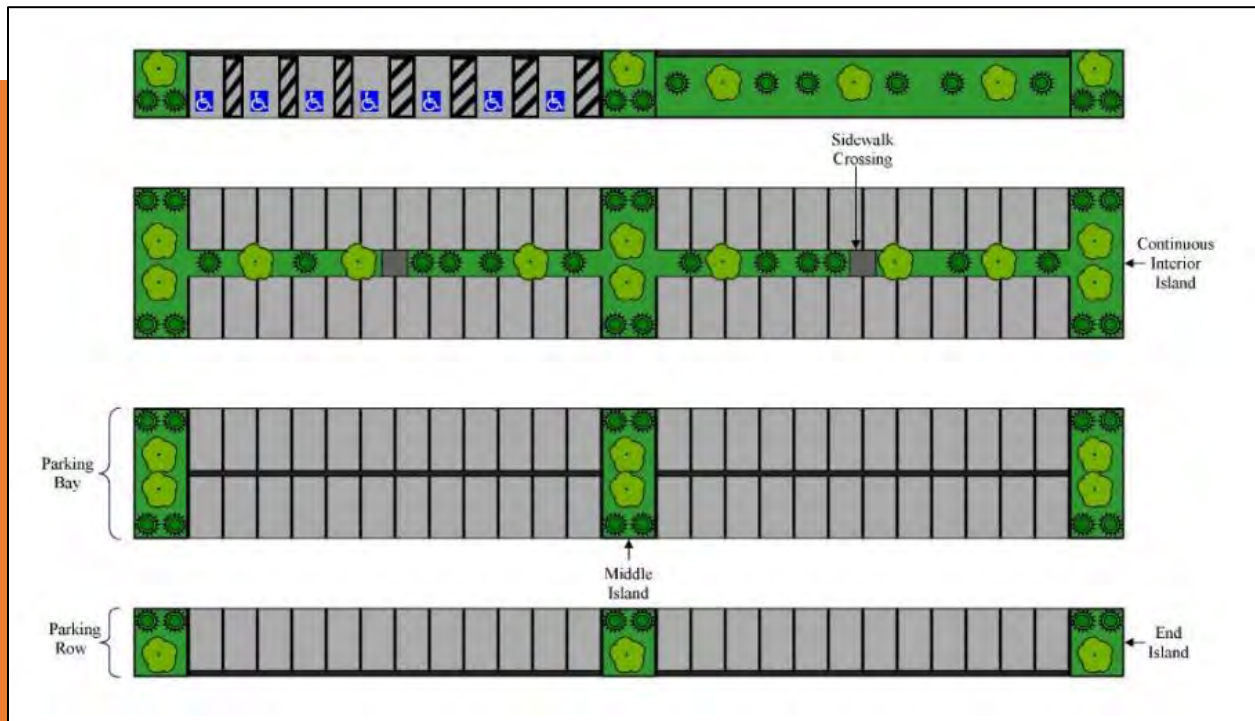 Sidewalk
Crossing
Continuous
Interior
Island
Parking
Bay
Middle
Island
Parking
Row
End
Island